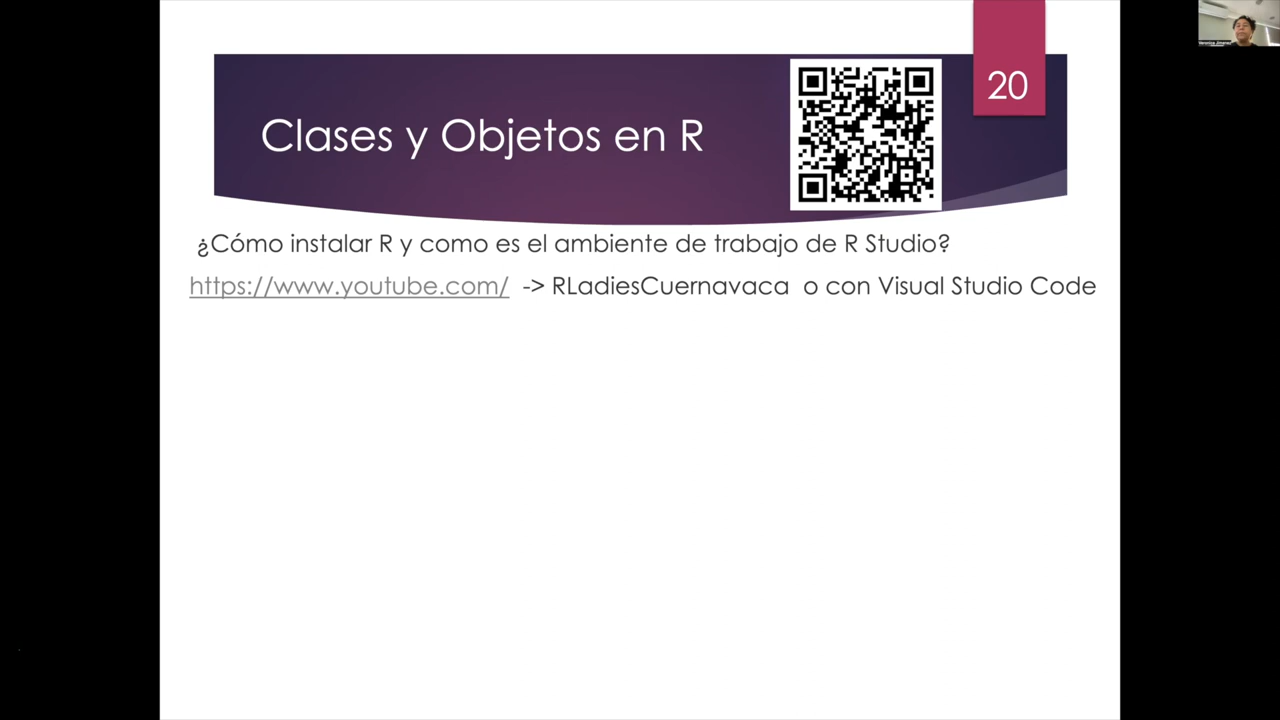 20
Clases y Objetos en R
¿Cómo instalar R y como es el ambiente de trabajo de R Studio?
https://www.youtube.com/ -> RLadiesCuernavaca o con Visual Studio Code